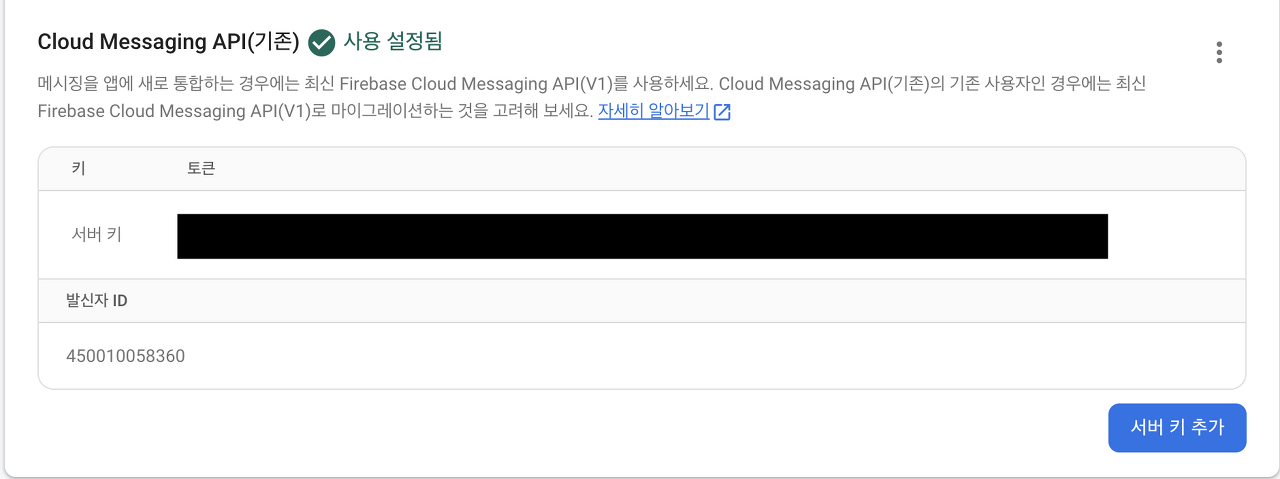 Cloud Messaging API(기존) 사용 설정됨
메시징을 앱에 새로 통합하는 경우에는 최신 Firebase Cloud Messaging API(V1)를 사용하세요. Cloud Messaging API(기존)의 기존 사용자인 경우에는 최신
Firebase Cloud Messaging API(V1)로 마이그레이션하는 것을 고려해 보세요. 자세히 알아보기
키 토큰
서버 키
발신자 ID
450010058360
서버 키 추가